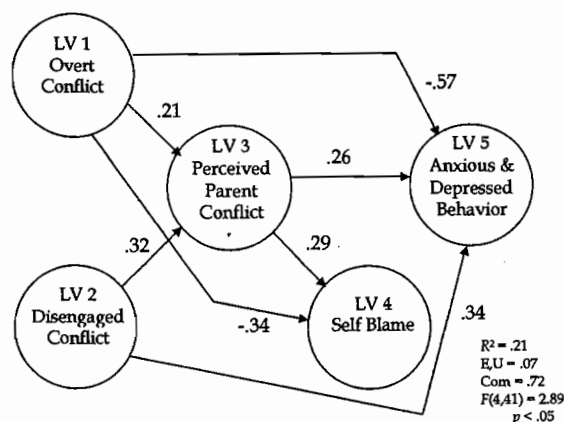 LV 1
Overt
Conflict
-.57
.21
LV 3
Perceived
Parent
Conflict
.26
LV 5
Anxious &
Depressed
Behavior
.32
.29
LV 2
Disengaged
Conflict
-.34
LV 4
Self Blame
.34
R² = .21
E,U = .07
Com = .72
F(4,41) = 2.89
p < .05